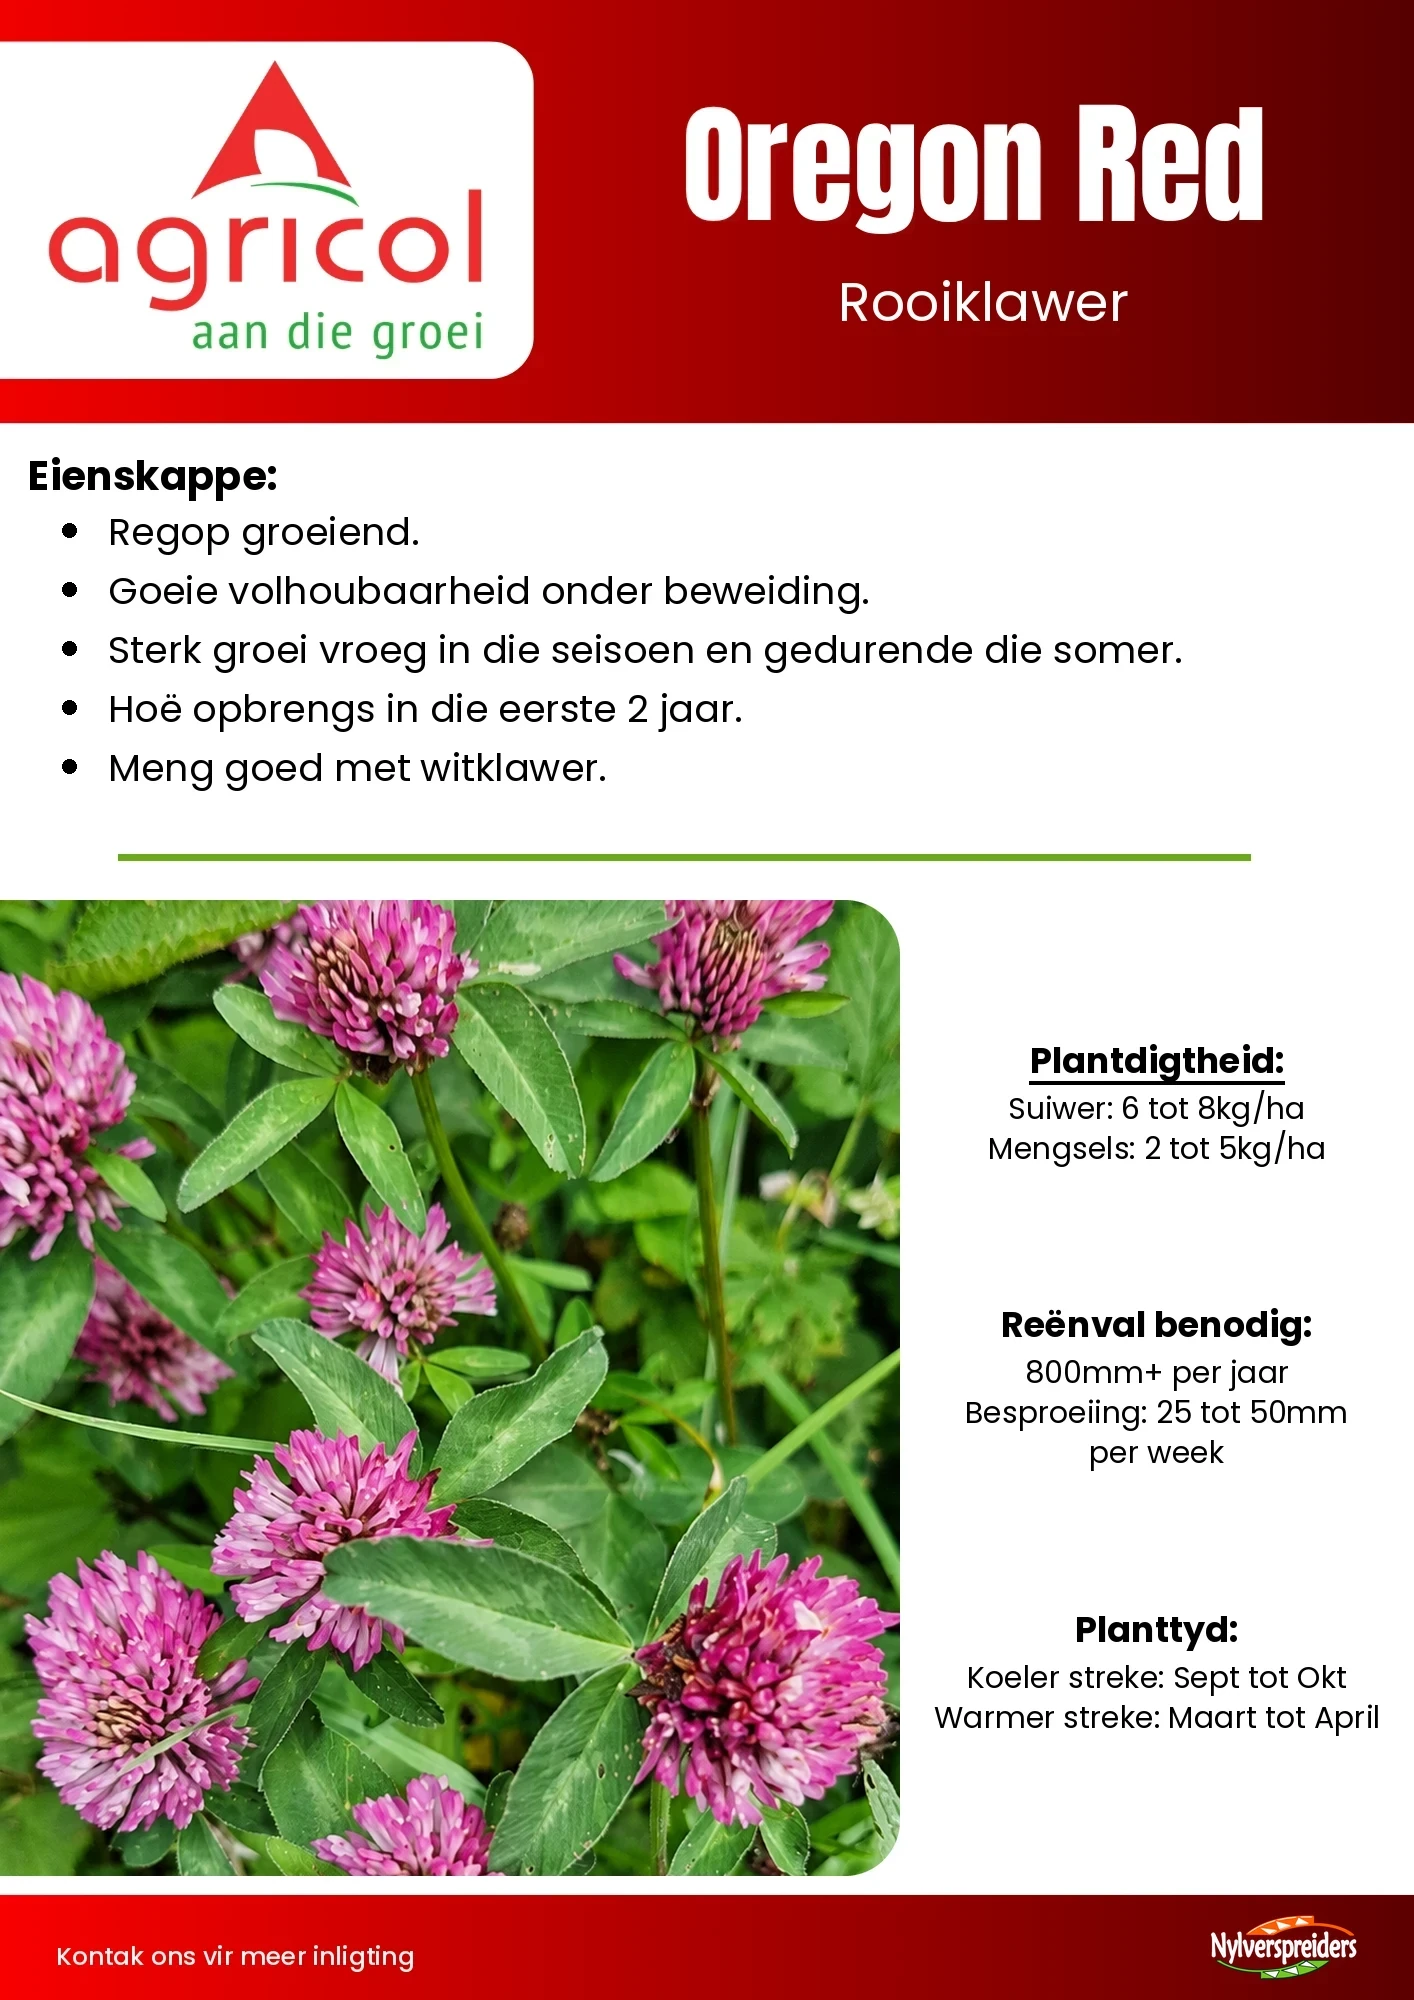 agricol
aan die groei
Oregon Red
Rooiklawer
Eienskappe:
• Regop groeiend.
• Goeie volhoubaarheid onder beweiding.
• Sterk groei vroeg in die seisoen en gedurende die somer.
• Hoë opbrengs in die eerste 2 jaar.
• Meng goed met witklawer.
Plantdigtheid:
Suiwer: 6 tot 8kg/ha
Mengsels: 2 tot 5kg/ha
Reënval benodig:
800mm+ per jaar
Besproeiing: 25 tot 50mm
per week
Planttyd:
Koeler streke: Sept tot Okt
Warmer streke: Maart tot April
Kontak ons vir meer inligting
Nylverspreiders